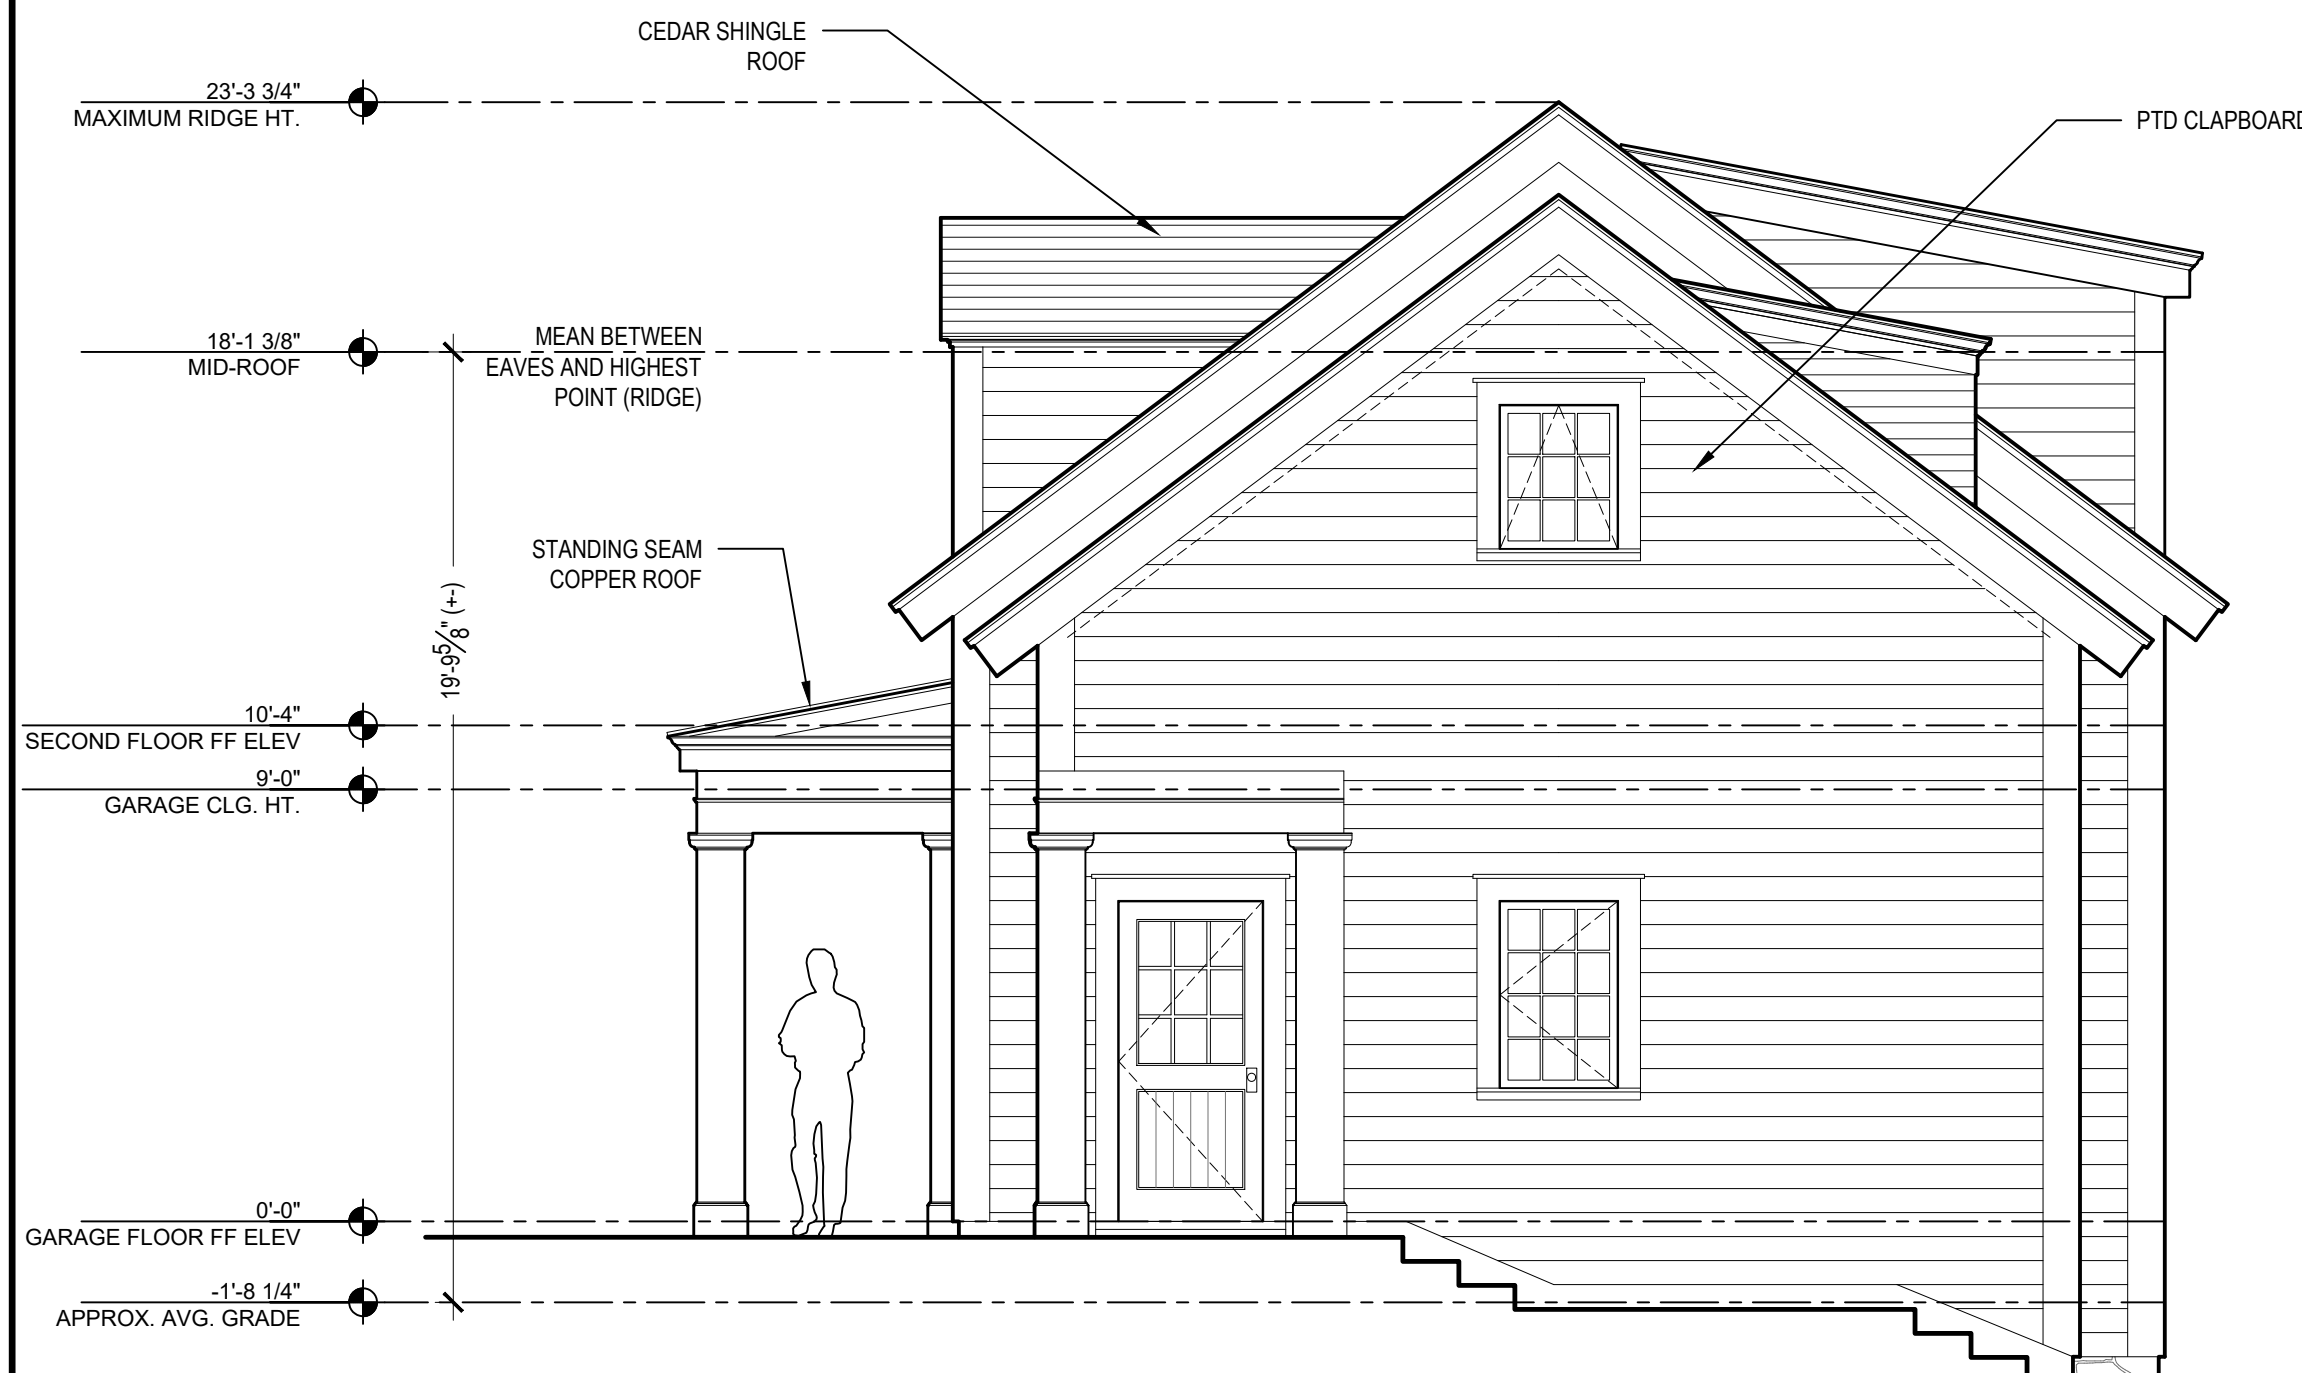 CEDAR SHINGLE
ROOF
23'-3 3/4"
MAXIMUM RIDGE HT.
PTD CLAPBOARD
18'-1 3/8"
MID-ROOF
MEAN BETWEEN
EAVES AND HIGHEST
POINT (RIDGE)
STANDING SEAM
COPPER ROOF
19'-9 5/8" (+-)
10'-4"
SECOND FLOOR FF ELEV
9'-0"
GARAGE CLG. HT.
0'-0"
GARAGE FLOOR FF ELEV
-1'-8 1/4"
APPROX. AVG. GRADE